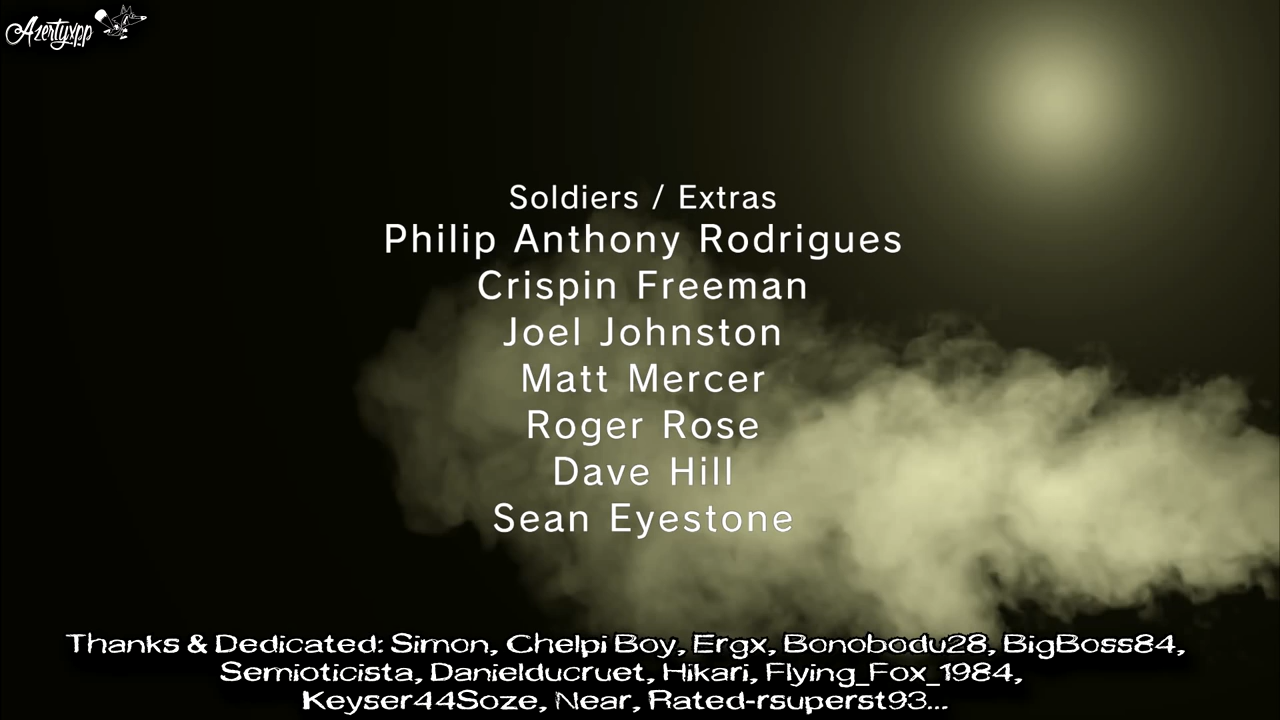 Azertyxpp
Soldiers / Extras
Philip Anthony Rodrigues
Crispin Freeman
Joel Johnston
Matt Mercer
Roger Rose
Dave Hill
Sean Eyestone
Thanks & Dedicated: Simon, Chelpi Boy, Ergx, Bonobodu28, BigBoss84,
Semioticista, Danielducruet, Hikari, Flying_Fox_1984,
Keyser44Soze, Near, Rated-rsuperst93...